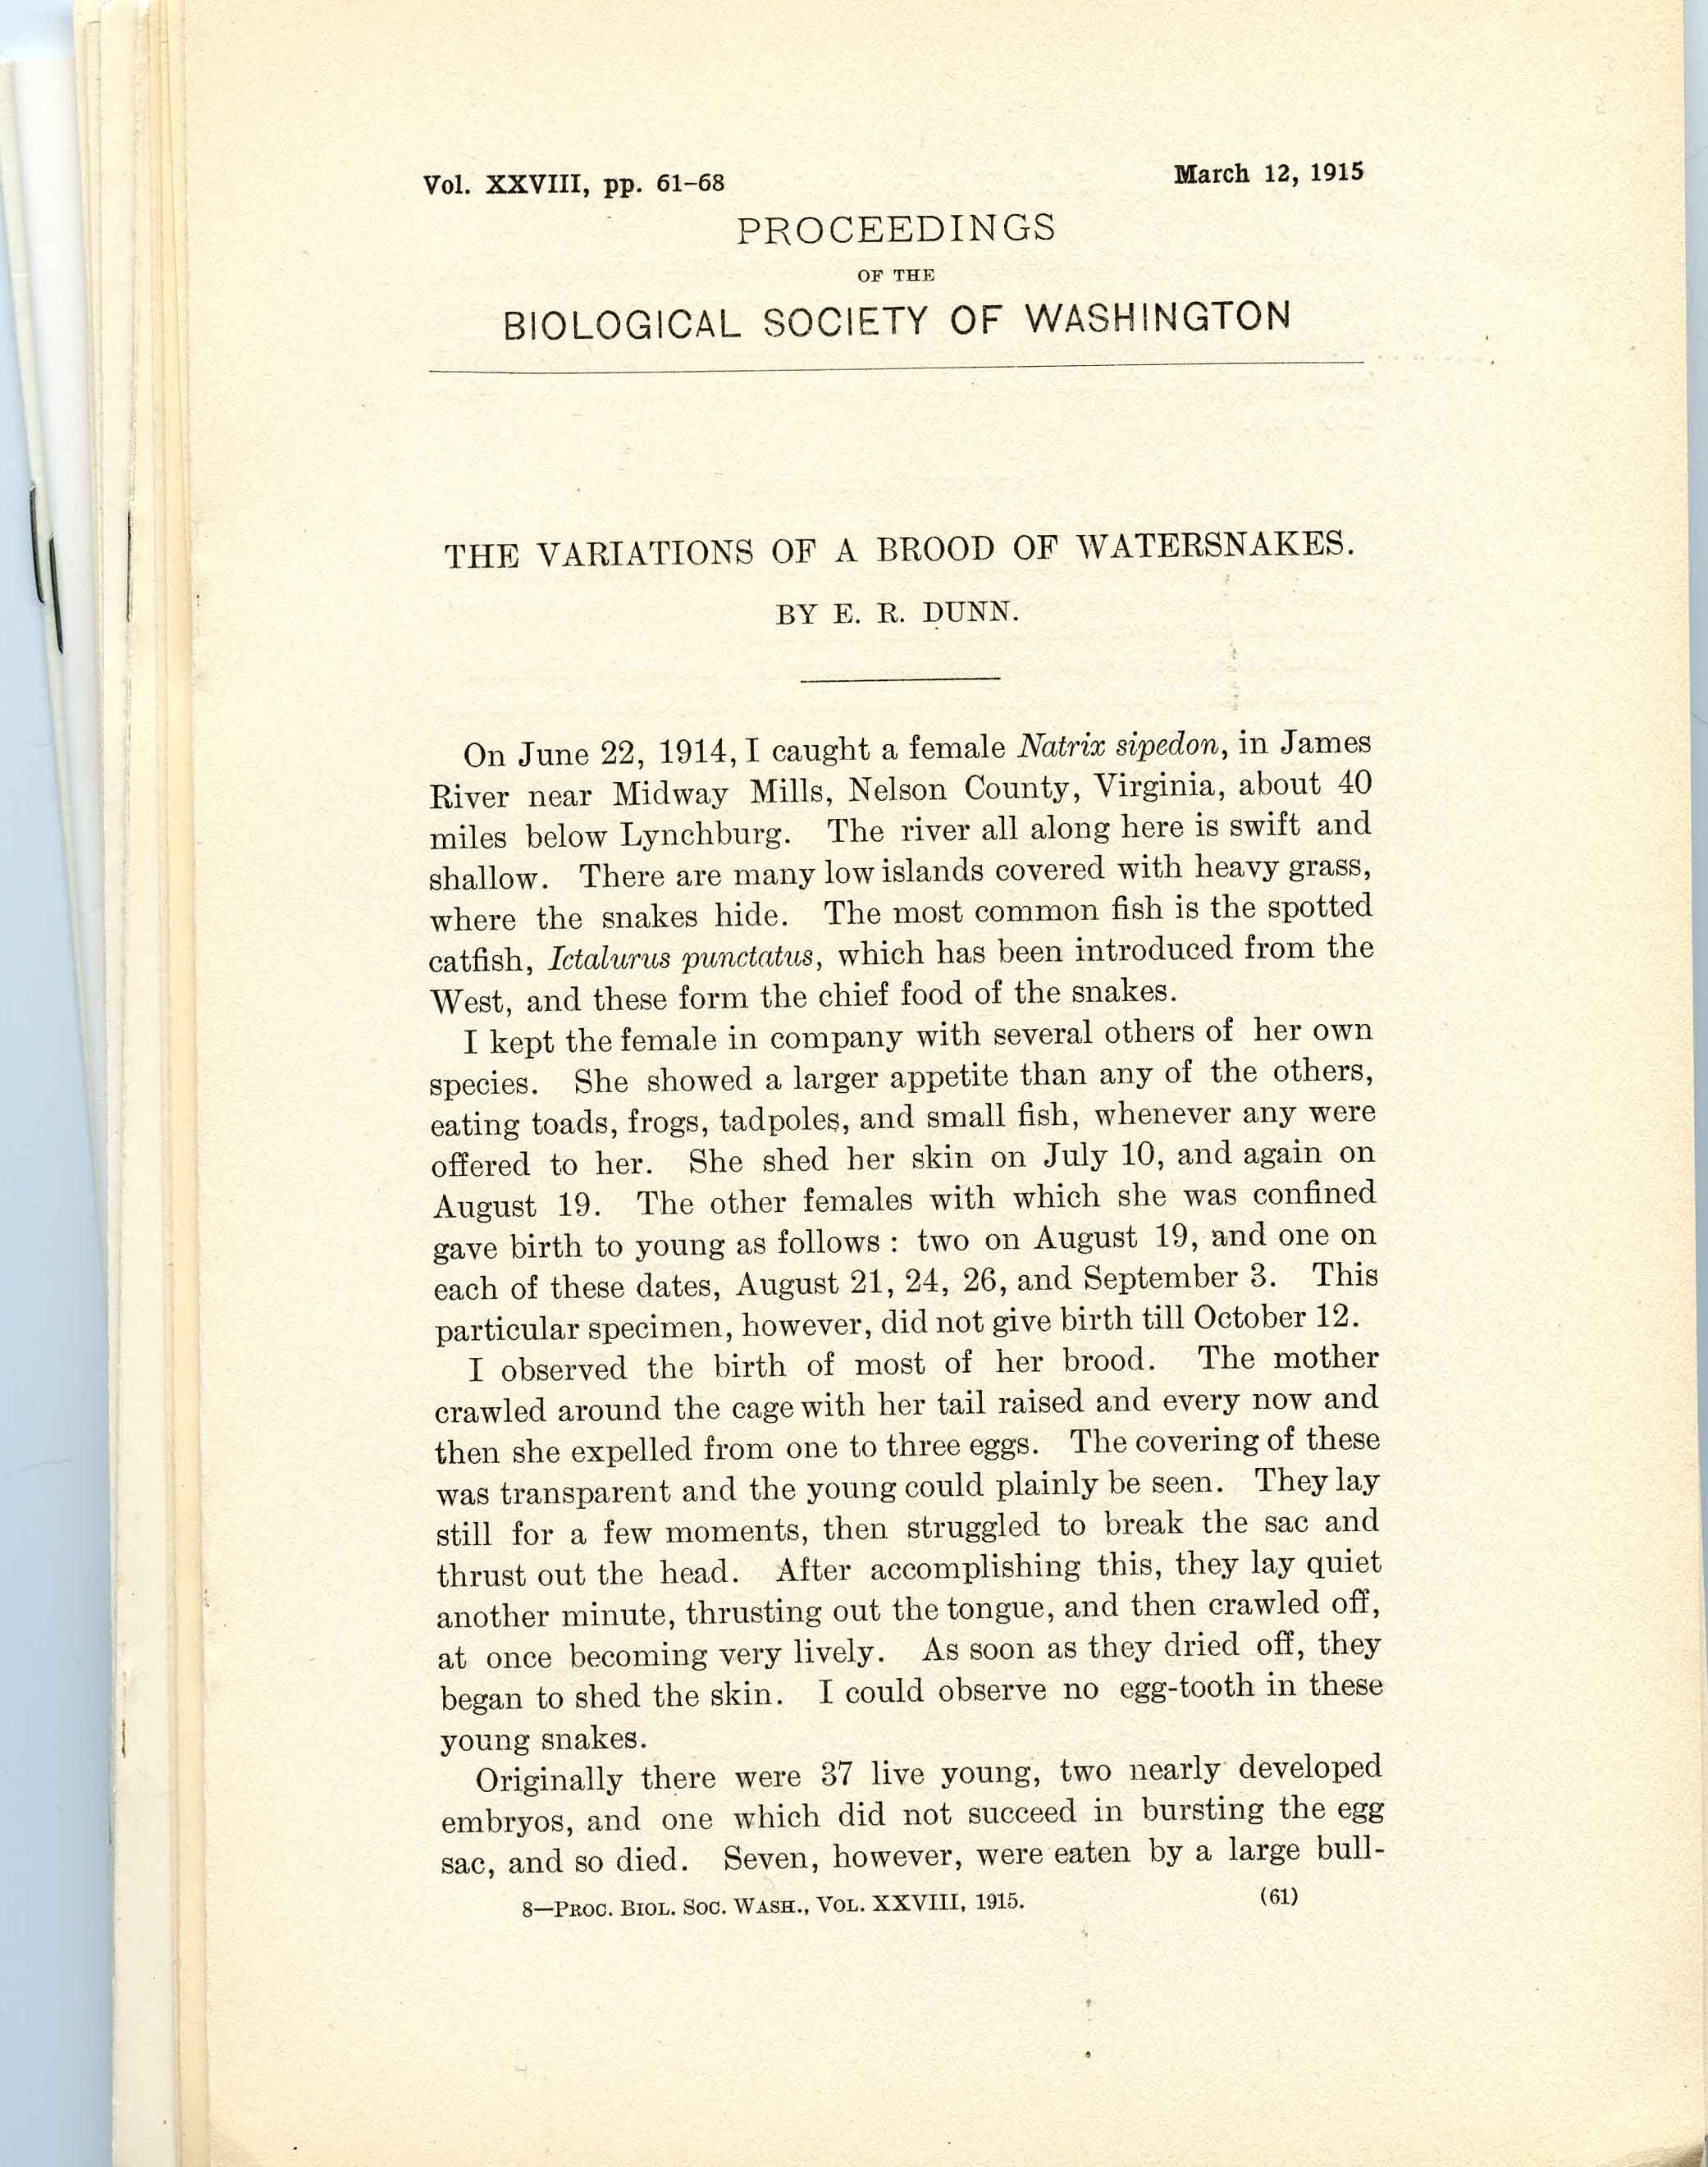 Vol. XXVIII, pp. 61–68 March 12, 1915
PROCEEDINGS
OF THE
BIOLOGICAL SOCIETY OF WASHINGTON
THE VARIATIONS OF A BROOD OF WATERSNAKES.
BY E. R. DUNN.
On June 22, 1914, I caught a female Natrix sipedon, in James
River near Midway Mills, Nelson County, Virginia, about 40
miles below Lynchburg. The river all along here is swift and
shallow. There are many low islands covered with heavy grass,
where the snakes hide. The most common fish is the spotted
catfish, Ictalurus punctatus, which has been introduced from the
West, and these form the chief food of the snakes.
I kept the female in company with several others of her own
species. She showed a larger appetite than any of the others,
eating toads, frogs, tadpoles, and small fish, whenever any were
offered to her. She shed her skin on July 10, and again on
August 19. The other females with which she was confined
gave birth to young as follows : two on August 19, and one on
each of these dates, August 21, 24, 26, and September 3. This
particular specimen, however, did not give birth till October 12.
I observed the birth of most of her brood. The mother
crawled around the cage with her tail raised and every now and
then she expelled from one to three eggs. The covering of these
was transparent and the young could plainly be seen. They lay
still for a few moments, then struggled to break the sac and
thrust out the head. After accomplishing this, they lay quiet
another minute, thrusting out the tongue, and then crawled off,
at once becoming very lively. As soon as they dried off, they
began to shed the skin. I could observe no egg-tooth in these
young snakes.
Originally there were 37 live young, two nearly developed
embryos, and one which did not succeed in bursting the egg
sac, and so died. Seven, however, were eaten by a large bull-
8—PROC. BIOL. SOC. WASH., VOL. XXVIII, 1915. (61)